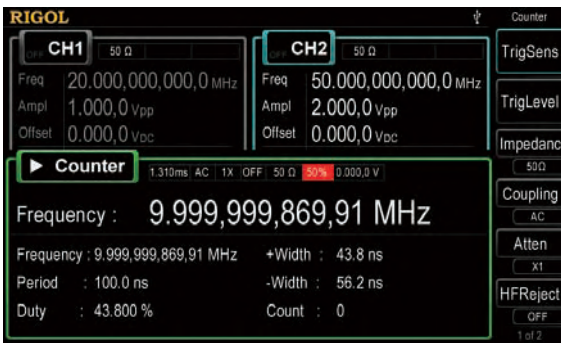 RIGOL
Counter
OFF CH1 50 Ω
Freq 20.000,000,000,0 MHz
Ampl 1.000,0 Vpp
Offset 0.000,0 VDC
OFF CH2 50 Ω
Freq 50.000,000,000,0 MHz
Ampl 2.000,0 Vpp
Offset 0.000,0 VDC
Counter 1.310ms AC 1X OFF 50 Ω 50% 0.000,0 V
Frequency : 9.999,999,869,91 MHz
Frequency : 9.999,999,869,91 MHz
Period : 100.0 ns
Duty : 43.800 %
+Width : 43.8 ns
-Width : 56.2 ns
Count : 0
TrigSens
TrigLevel
Impedanc
50Ω
Coupling
AC
Atten
X1
HFReject
OFF
1 of 2